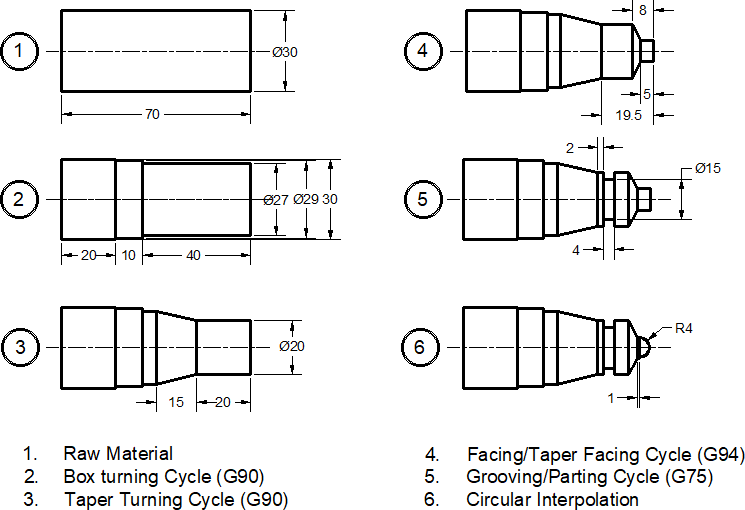 1
Ø30
70
2
Ø27
Ø29
30
20
10
40
3
Ø20
15
20
4
8
5
19.5
5
2
Ø15
4
6
R4
1
1. Raw Material
2. Box turning Cycle (G90)
3. Taper Turning Cycle (G90)
4. Facing/Taper Facing Cycle (G94)
5. Grooving/Parting Cycle (G75)
6. Circular Interpolation